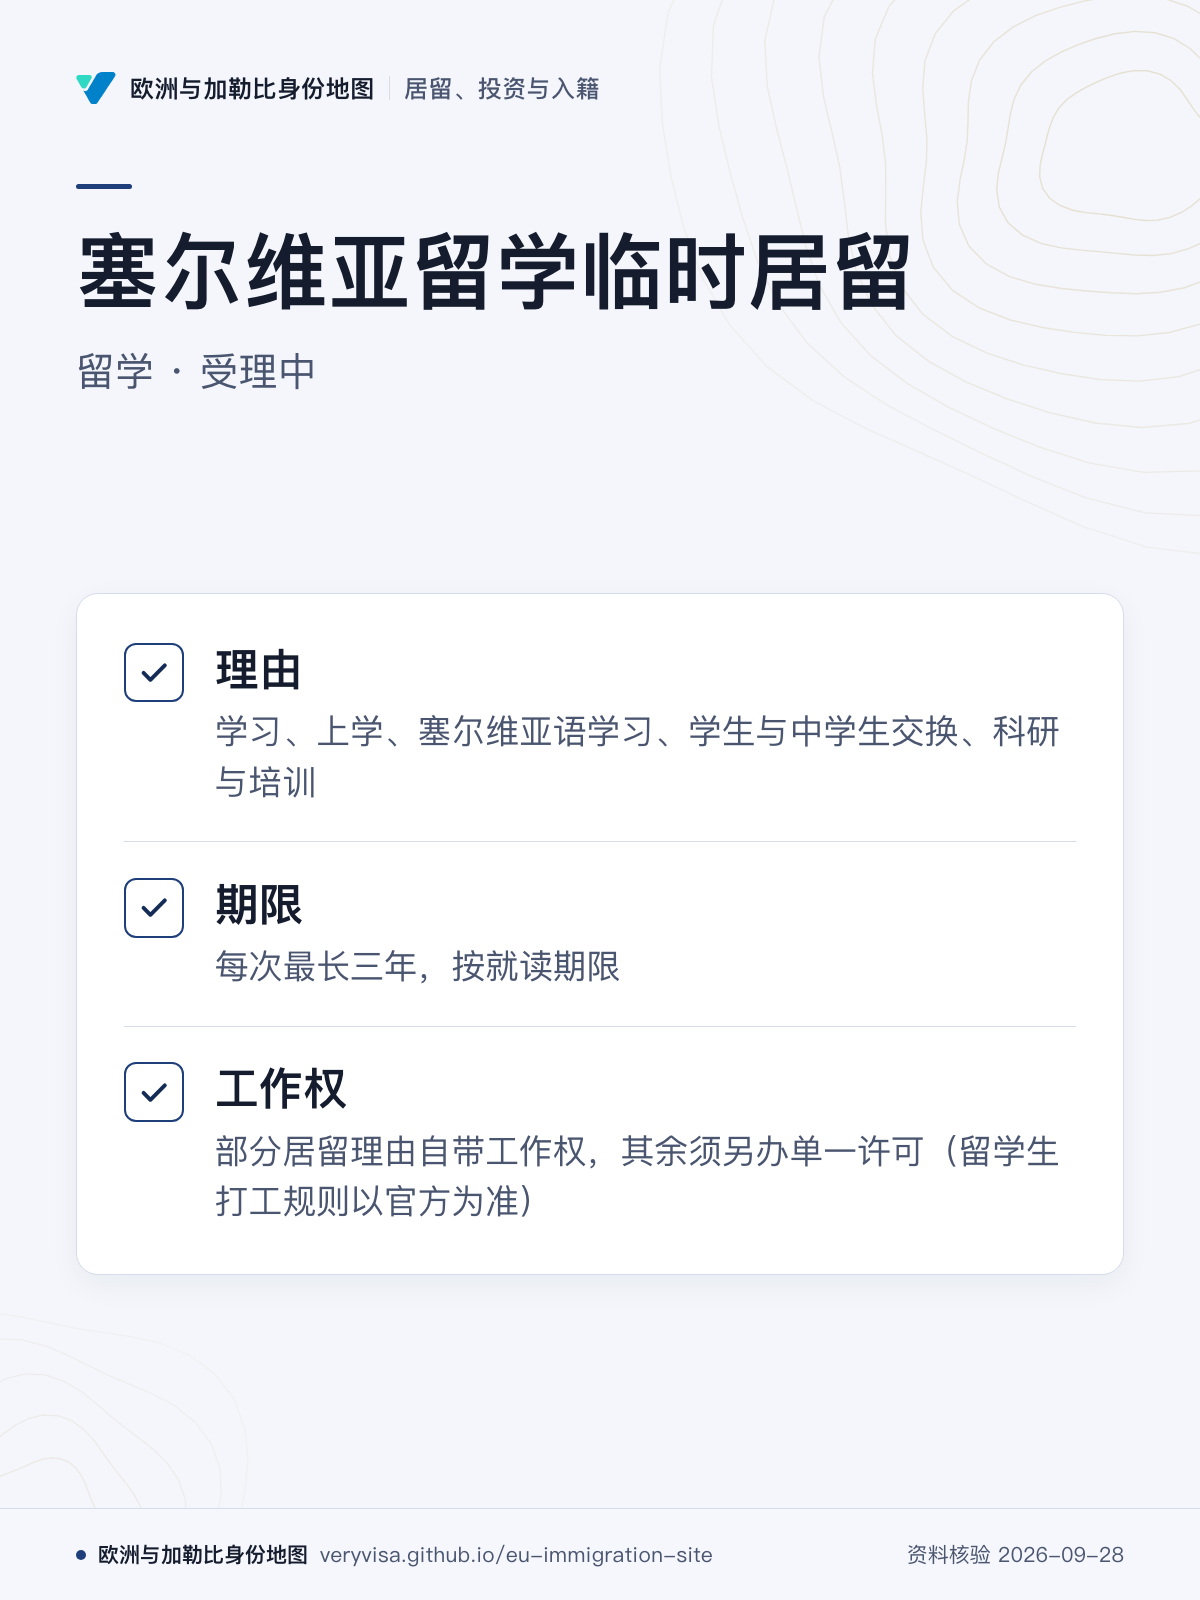 欧洲与加勒比身份地图 居留、投资与入籍
塞尔维亚留学临时居留
留学 · 受理中
理由
学习、上学、塞尔维亚语学习、学生与中学生交换、科研
与培训
期限
每次最长三年，按就读期限
工作权
部分居留理由自带工作权，其余须另办单一许可（留学生
打工规则以官方为准）
欧洲与加勒比身份地图 veryvisa.github.io/eu-immigration-site 资料核验 2026-09-28